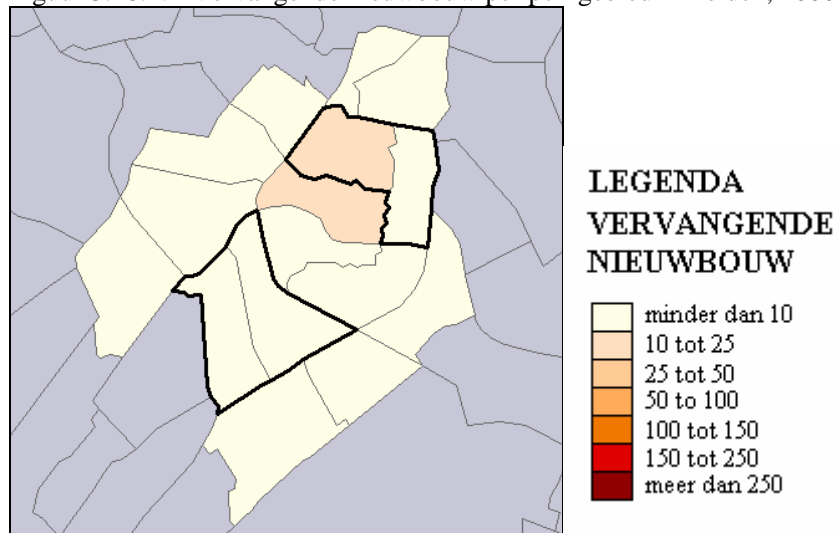 LEGENDA
VERVANGENDE
NIEUWBOUW
minder dan 10
10 tot 25
25 tot 50
50 to 100
100 tot 150
150 tot 250
meer dan 250